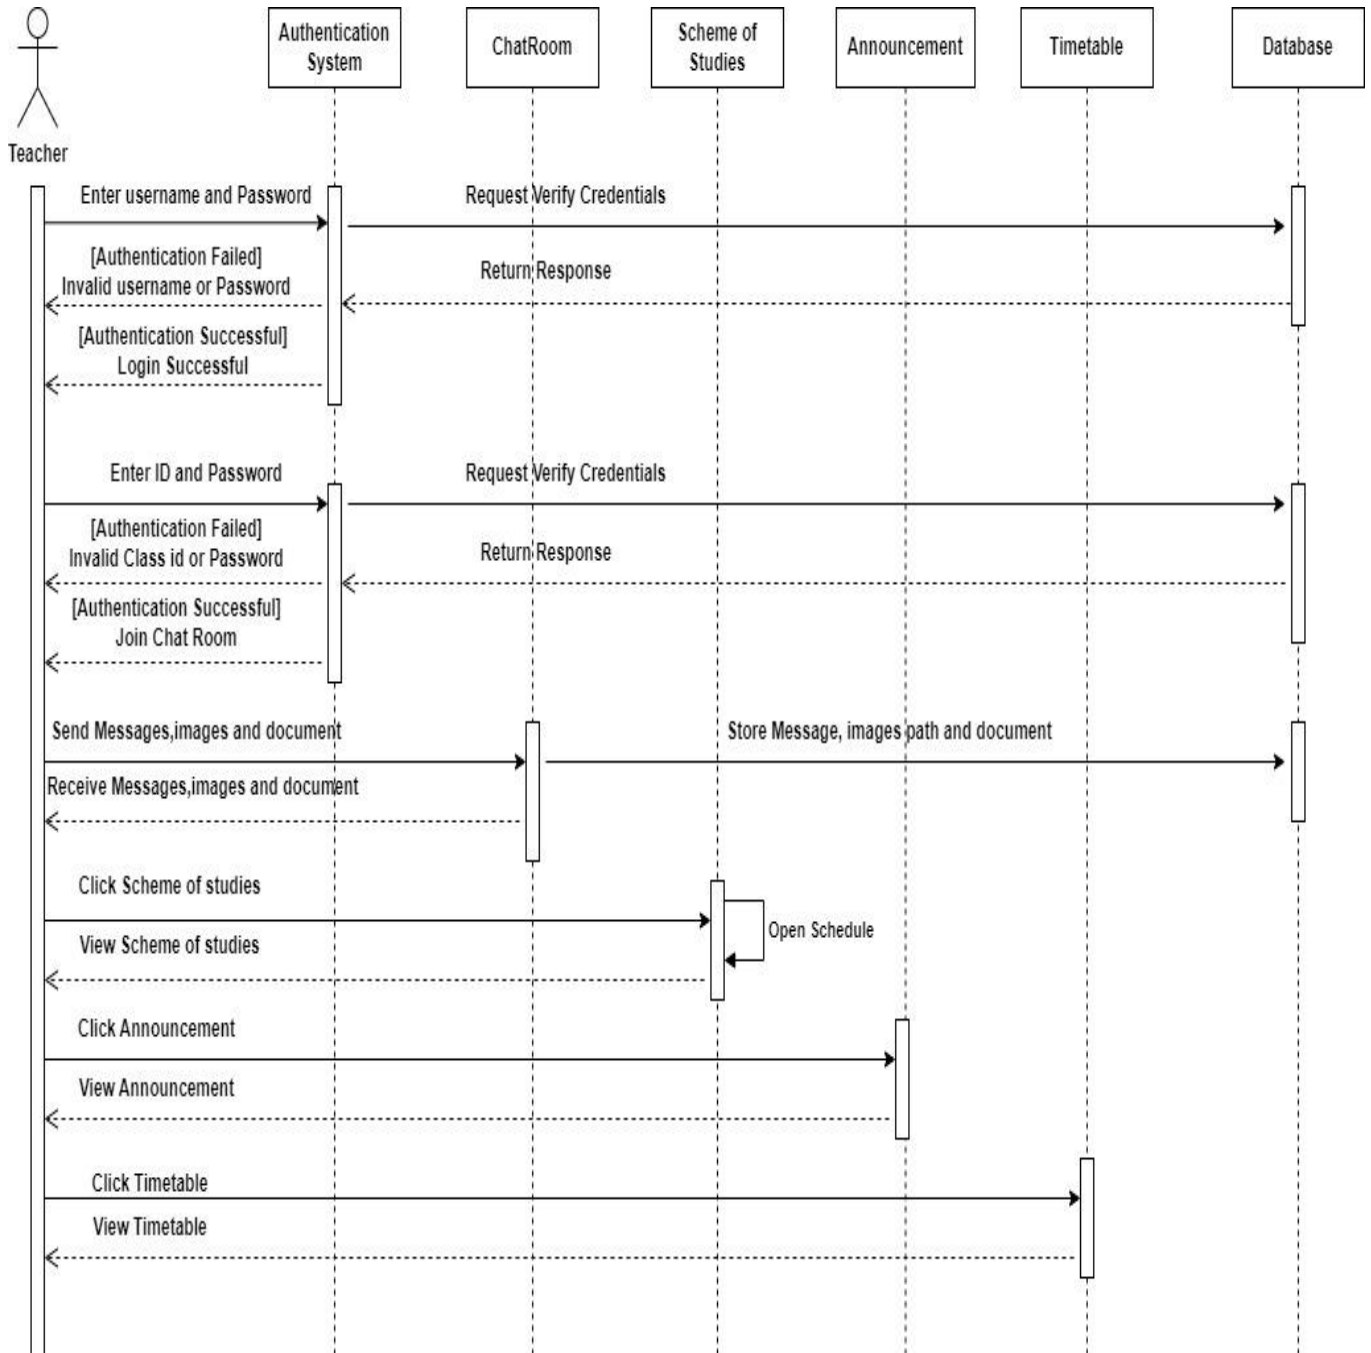 Authentication
System
ChatRoom
Scheme of
Studies
Announcement
Timetable
Database
Teacher
Enter username and Password
Request Verify Credentials
[Authentication Failed]
Invalid username or Password
Return Response
[Authentication Successful]
Login Successful
Enter ID and Password
Request Verify Credentials
[Authentication Failed]
Invalid Class id or Password
Return Response
[Authentication Successful]
Join Chat Room
Send Messages,images and document
Store Message, images path and document
Receive Messages,images and document
Click Scheme of studies
Open Schedule
View Scheme of studies
Click Announcement
View Announcement
Click Timetable
View Timetable